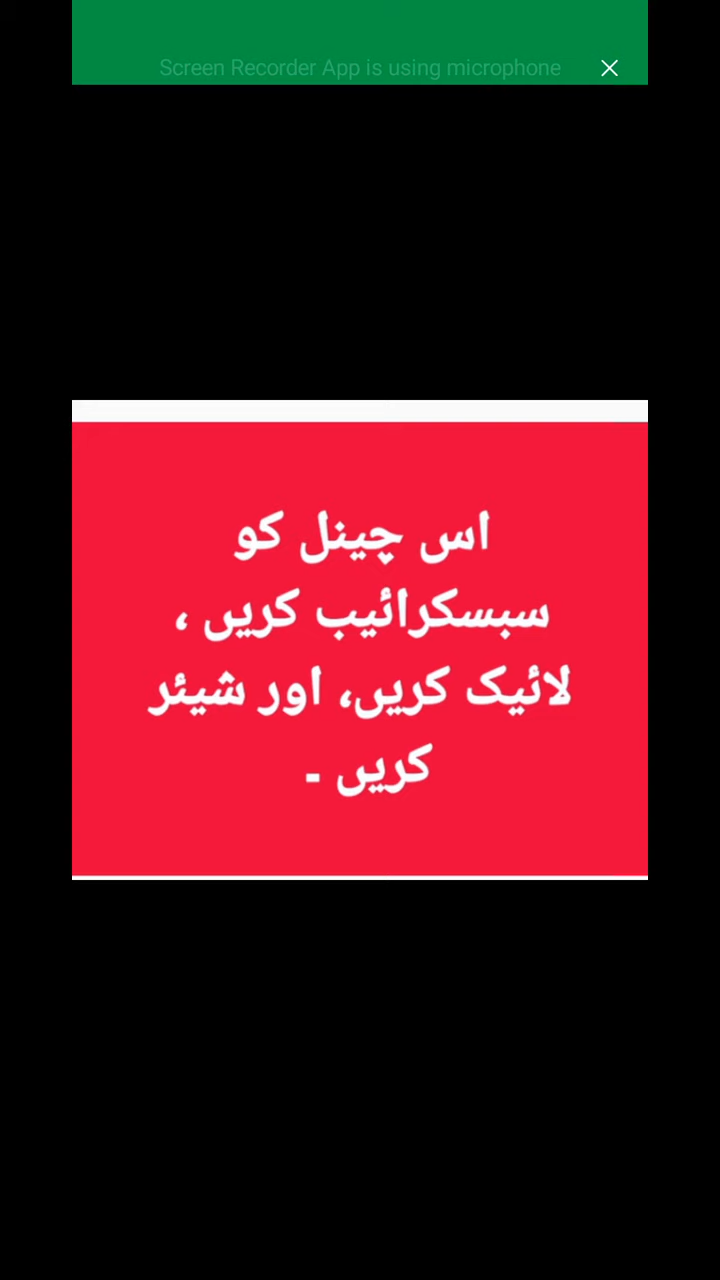 Screen Recorder App is using microphone
اس چینل کو
سبسکرائیب کریں ،
لائیک کریں، اور شیئر
کریں ۔